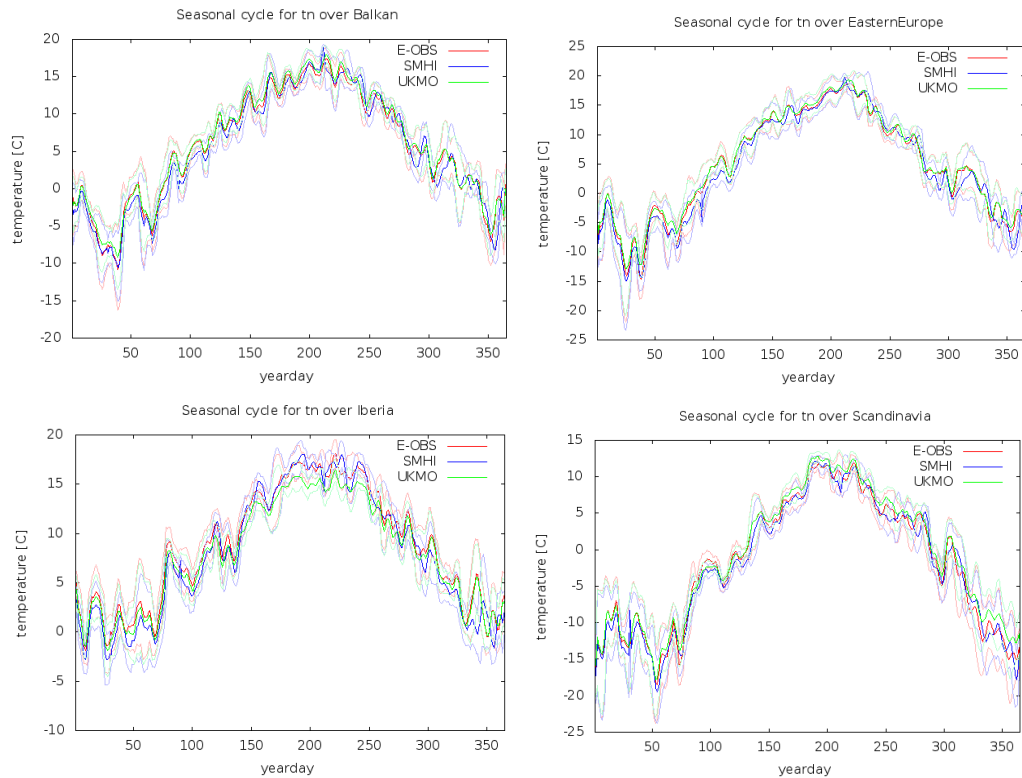 Seasonal cycle for tn over Balkan
20
15
10
5
0
-5
-10
-15
-20
temperature [C]
E-OBS
SMHI
UKMO
50 100 150 200 250 300 350
yearday
Seasonal cycle for tn over EasternEurope
25
20
15
10
5
0
-5
-10
-15
-20
-25
temperature [C]
E-OBS
SMHI
UKMO
50 100 150 200 250 300 350
yearday
Seasonal cycle for tn over Iberia
20
15
10
5
0
-5
-10
temperature [C]
E-OBS
SMHI
UKMO
50 100 150 200 250 300 350
yearday
Seasonal cycle for tn over Scandinavia
15
10
5
0
-5
-10
-15
-20
-25
temperature [C]
E-OBS
SMHI
UKMO
50 100 150 200 250 300 350
yearday